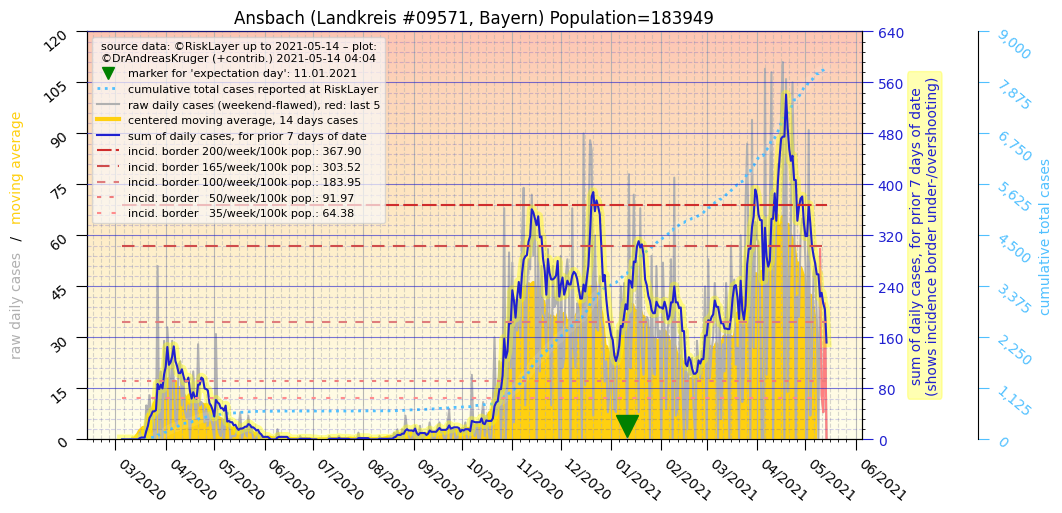 Ansbach (Landkreis #09571, Bayern) Population=183949
source data: ©RiskLayer up to 2021-05-14 – plot:
©DrAndreasKruger (+contrib.) 2021-05-14 04:04
marker for 'expectation day': 11.01.2021
cumulative total cases reported at RiskLayer
raw daily cases (weekend-flawed), red: last 5
centered moving average, 14 days cases
sum of daily cases, for prior 7 days of date
incid. border 200/week/100k pop.: 367.90
incid. border 165/week/100k pop.: 303.52
incid. border 100/week/100k pop.: 183.95
incid. border   50/week/100k pop.: 91.97
incid. border   35/week/100k pop.: 64.38
raw daily cases / moving average
120
105
90
75
60
45
30
15
0
03/2020
04/2020
05/2020
06/2020
07/2020
08/2020
09/2020
10/2020
11/2020
12/2020
01/2021
02/2021
03/2021
04/2021
05/2021
06/2021
640
560
480
400
320
240
160
80
0
sum of daily cases, for prior 7 days of date
(shows incidence border under-/overshooting)
9,000
7,875
6,750
5,625
4,500
3,375
2,250
1,125
0
cumulative total cases